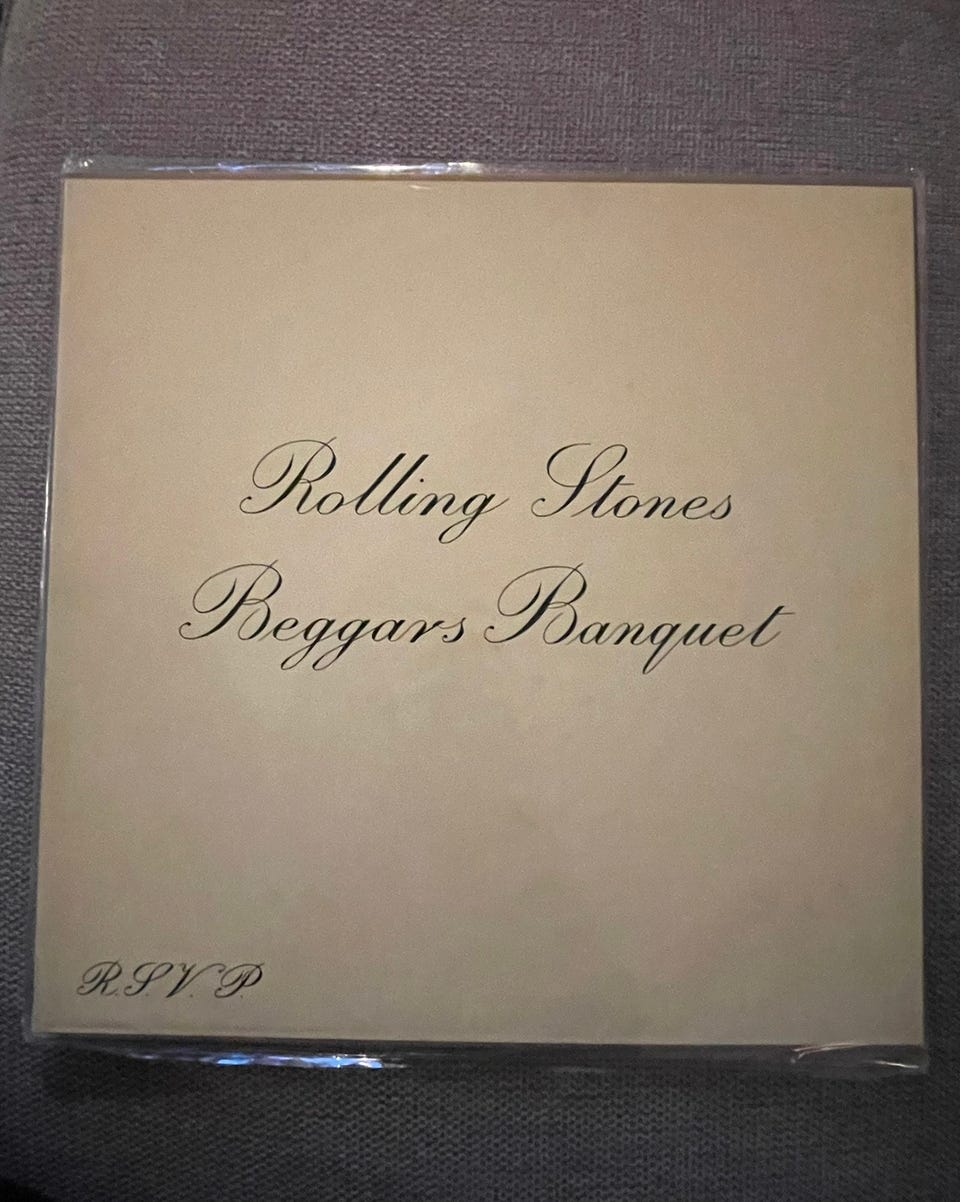 Rolling Stones
Beggars Banquet
R.S.V.P.